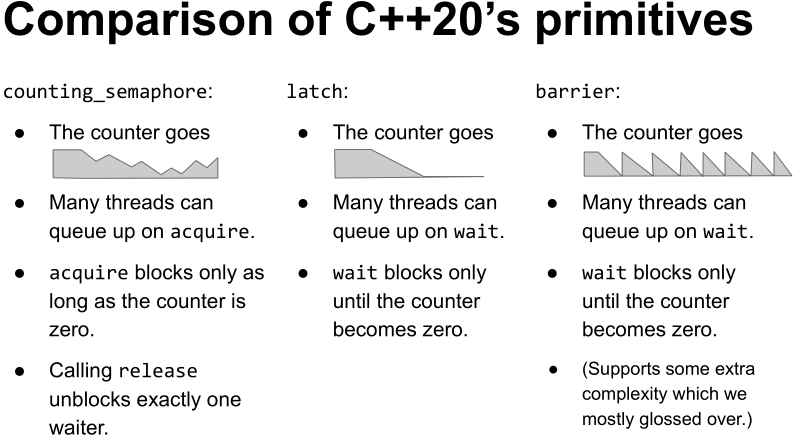 Comparison of C++20’s primitives
counting_semaphore:
● The counter goes
● Many threads can
queue up on acquire.
● acquire blocks only as
long as the counter is
zero.
● Calling release
unblocks exactly one
waiter.
latch:
● The counter goes
● Many threads can
queue up on wait.
● wait blocks only
until the counter
becomes zero.
barrier:
● The counter goes
● Many threads can
queue up on wait.
● wait blocks only
until the counter
becomes zero.
● (Supports some extra
complexity which we
mostly glossed over.)